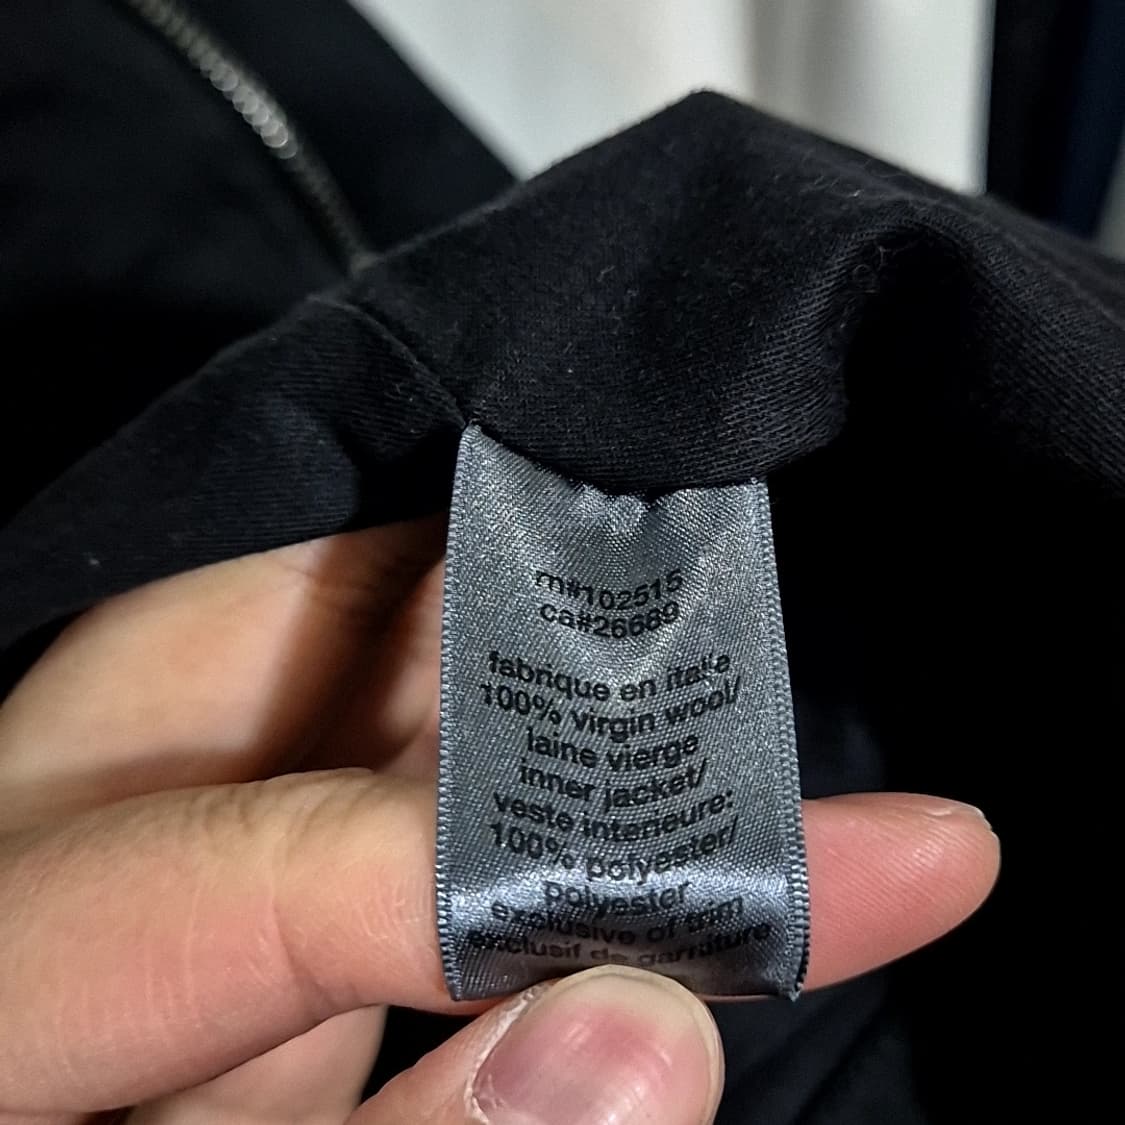 m#102515
ca#26689
fabrique en italie
100% virgin wool/
laine vierge
inner jacket/
veste interieure:
100% polyester/
polyester
exclusive of trim
exclusif de garniture